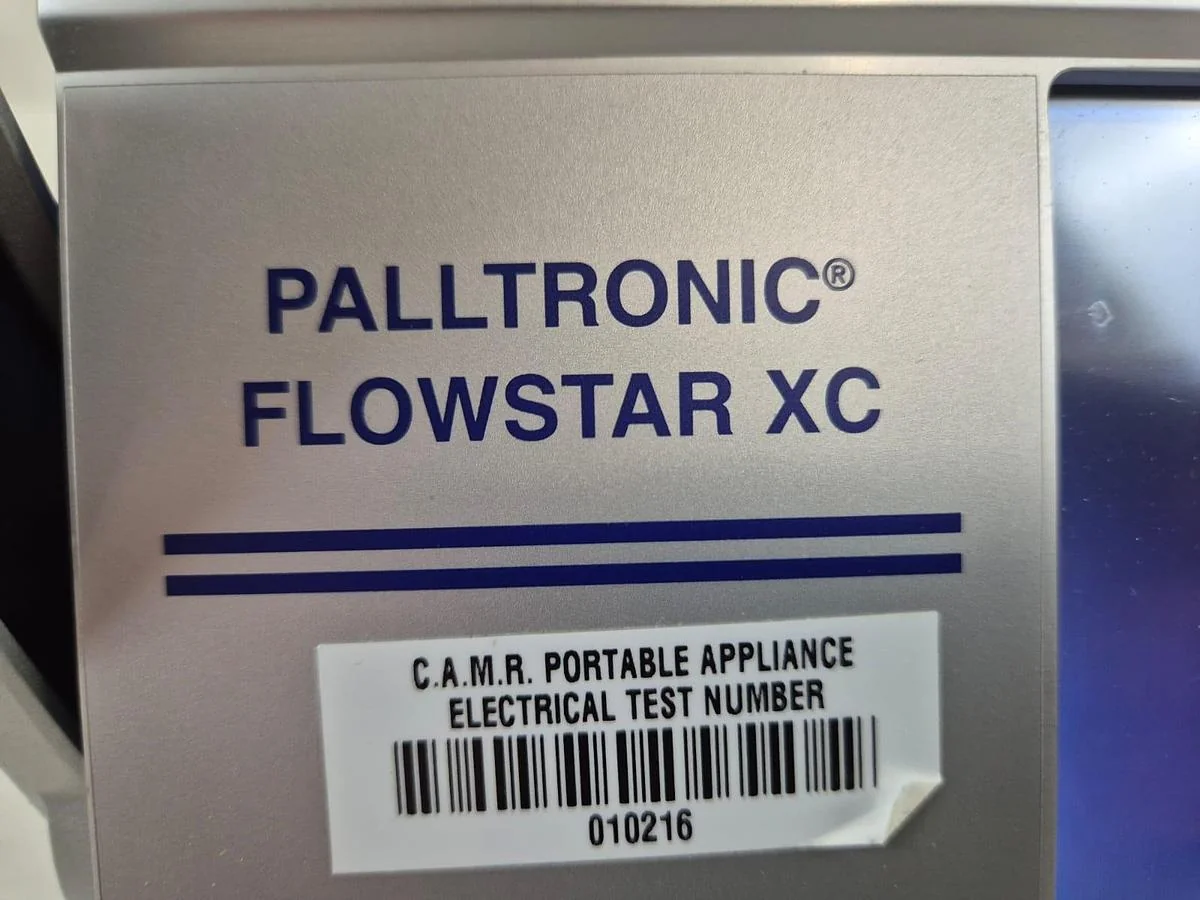 PALLTRONIC®
FLOWSTAR XC
C.A.M.R. PORTABLE APPLIANCE
ELECTRICAL TEST NUMBER
010216